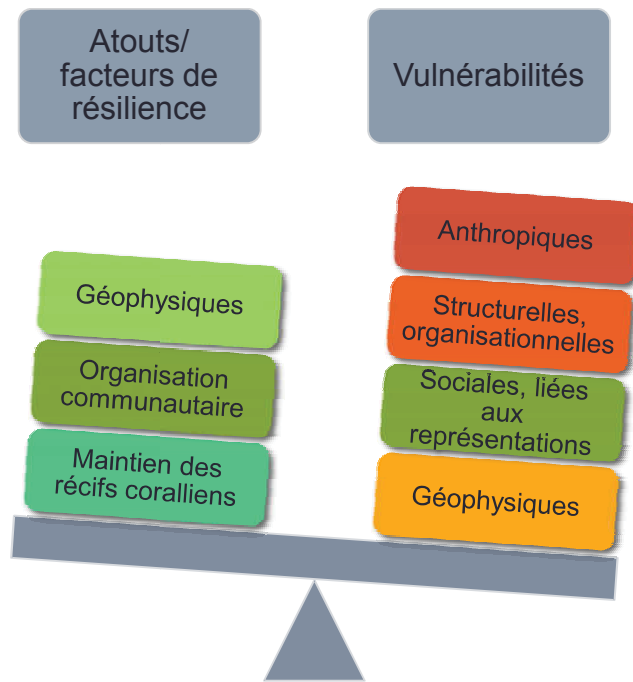 Atouts/
facteurs de
résilience
Vulnérabilités
Géophysiques
Organisation
communautaire
Maintien des
récifs coralliens
Anthropiques
Structurelles,
organisationnelles
Sociales, liées
aux
représentations
Géophysiques